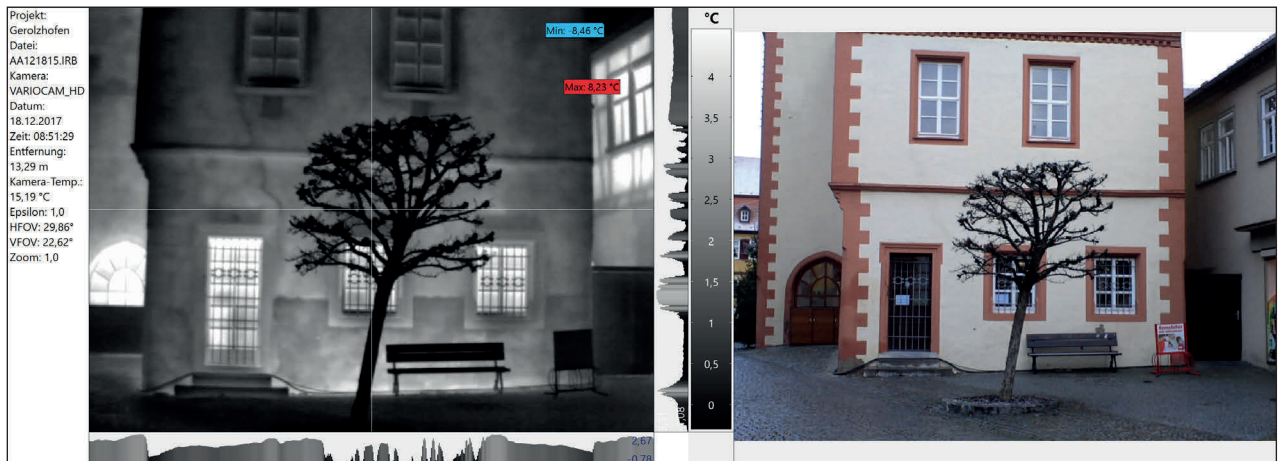 Projekt:
Gerolzhofen
Datei:
AA121815.IRB
Kamera:
VARIOCAM_HD
Datum:
18.12.2017
Zeit: 08:51:29
Entfernung:
13,29 m
Kamera-Temp.:
15,19 °C
Epsilon: 1,0
HFOV: 29,86°
VFOV: 22,62°
Zoom: 1,0
Min: -8,46 °C
Max: 8,23 °C
2,67
-0,78
°C
4
3,5
3
2,5
2
1,5
1
0,5
0